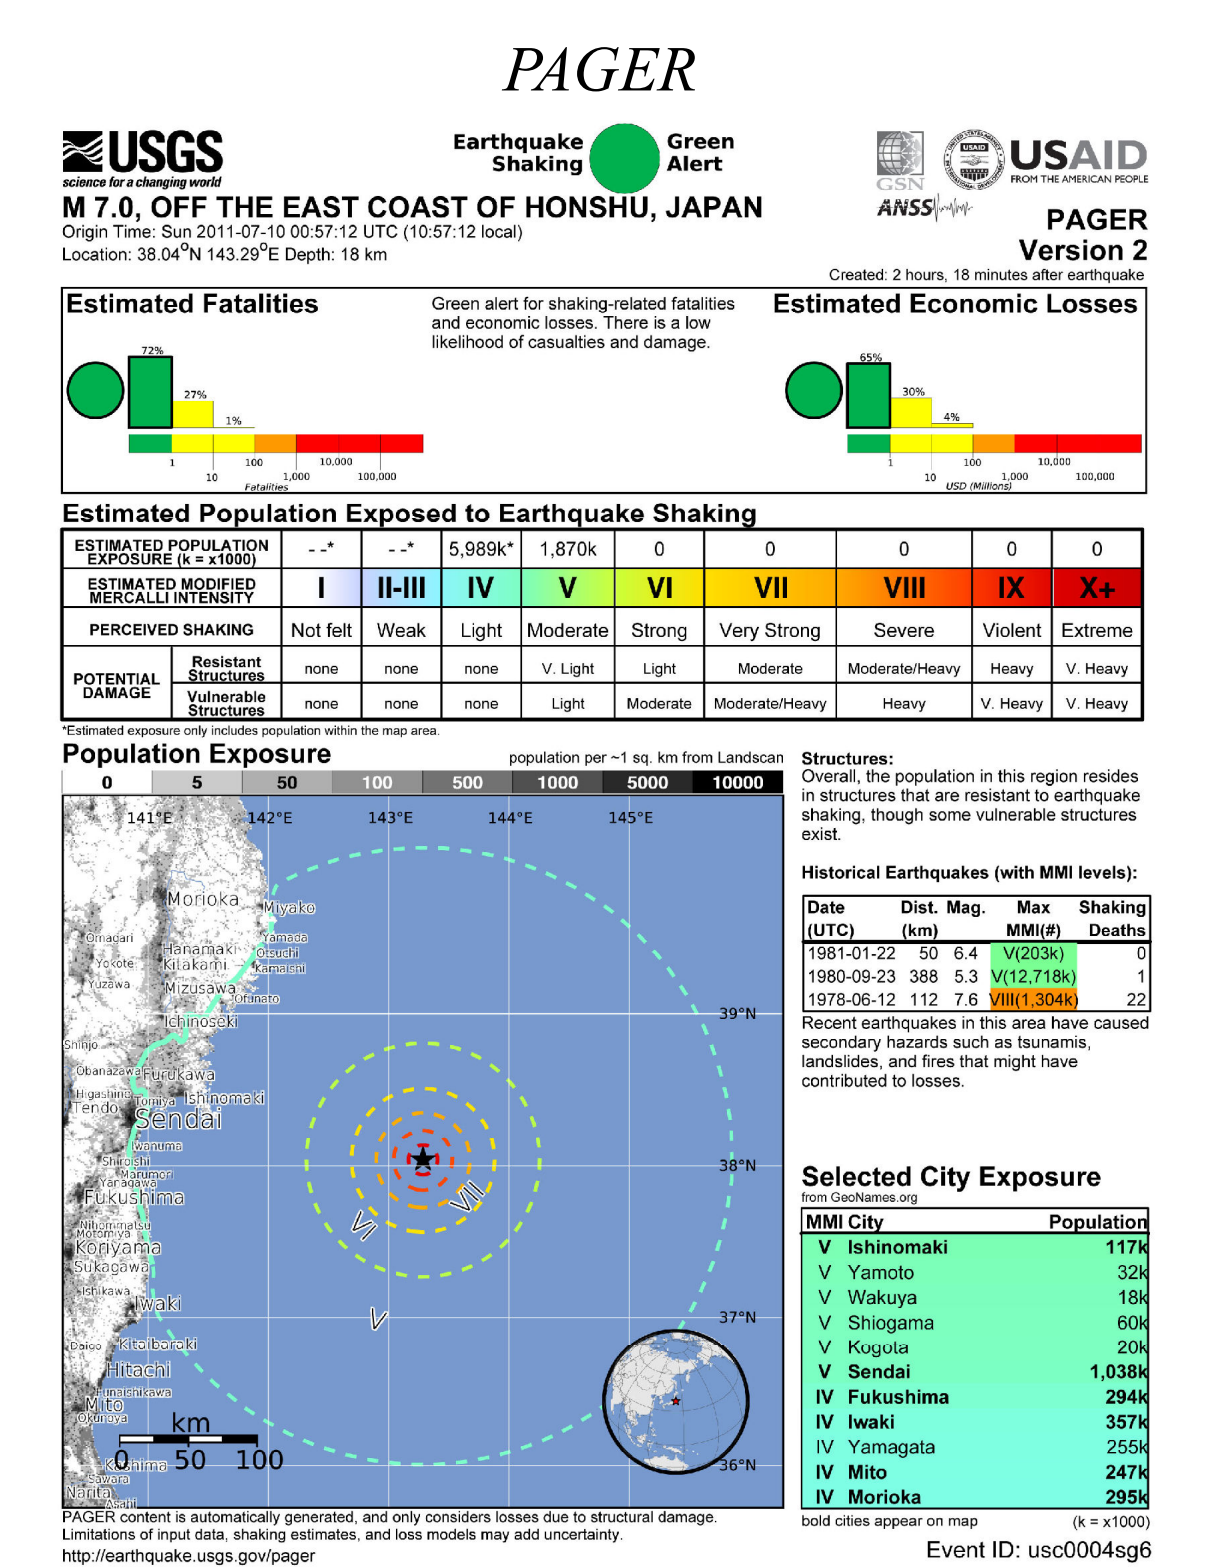 PAGER
USGS
science for a changing world
Earthquake
Shaking
Green
Alert
GSN
ANSS
USAID
USAID
FROM THE AMERICAN PEOPLE
M 7.0, OFF THE EAST COAST OF HONSHU, JAPAN
Origin Time: Sun 2011-07-10 00:57:12 UTC (10:57:12 local)
Location: 38.04°N 143.29°E Depth: 18 km
PAGER
Version 2
Created: 2 hours, 18 minutes after earthquake
Estimated Fatalities
72%
27%
1%
1
100
10,000
10
1,000
100,000
Fatalities
Green alert for shaking-related fatalities
and economic losses. There is a low
likelihood of casualties and damage.
Estimated Economic Losses
65%
30%
4%
1
100
10,000
10
1,000
100,000
USD (Millions)
Estimated Population Exposed to Earthquake Shaking
ESTIMATED POPULATION
EXPOSURE (k = x1000)
- -* - -* 5,989k* 1,870k 0 0 0 0 0
ESTIMATED MODIFIED
MERCALLI INTENSITY
I II-III IV V VI VII VIII IX X+
PERCEIVED SHAKING Not felt Weak Light Moderate Strong Very Strong Severe Violent Extreme
POTENTIAL
DAMAGE
Resistant
Structures
none none none V. Light Light Moderate Moderate/Heavy Heavy V. Heavy
Vulnerable
Structures
none none none Light Moderate Moderate/Heavy Heavy V. Heavy V. Heavy
*Estimated exposure only includes population within the map area.
Population Exposure
population per ~1 sq. km from Landscan
0 5 50 100 500 1000 5000 10000
141°E 142°E 143°E 144°E 145°E
Morioka
Miyako
Omagari
Yamada
Hanamaki
Otsuchi
Yokote
Kitakami
Kamaishi
Yuzawa
Mizusawa
Ofunato
39°N
Ichinoseki
Shinjo
Obanazawa
Furukawa
Higashine
Tomiya
Ishinomaki
Tendo
Sendai
Iwanuma
Shiroishi
38°N
Marumori
Yanagawa
Fukushima
VII
VI
Nihommatsu
Motomiya
Koriyama
Sukagawa
Ishikawa
Iwaki
V
37°N
Daigo
Kitaibaraki
Hitachi
Funaishikawa
Mito
Okunoya
km
0 50 100
Kashima
36°N
Sawara
Narita
Asahi
PAGER content is automatically generated, and only considers losses due to structural damage.
Limitations of input data, shaking estimates, and loss models may add uncertainty.
http://earthquake.usgs.gov/pager
Structures:
Overall, the population in this region resides
in structures that are resistant to earthquake
shaking, though some vulnerable structures
exist.
Historical Earthquakes (with MMI levels):
Date Dist. Mag. Max Shaking
(UTC) (km) MMI(#) Deaths
1981-01-22 50 6.4 V(203k) 0
1980-09-23 388 5.3 V(12,718k) 1
1978-06-12 112 7.6 VIII(1,304k) 22
Recent earthquakes in this area have caused
secondary hazards such as tsunamis,
landslides, and fires that might have
contributed to losses.
Selected City Exposure
from GeoNames.org
MMI City Population
V Ishinomaki 117k
V Yamoto 32k
V Wakuya 18k
V Shiogama 60k
V Kogota 20k
V Sendai 1,038k
IV Fukushima 294k
IV Iwaki 357k
IV Yamagata 255k
IV Mito 247k
IV Morioka 295k
bold cities appear on map (k = x1000)
Event ID: usc0004sg6